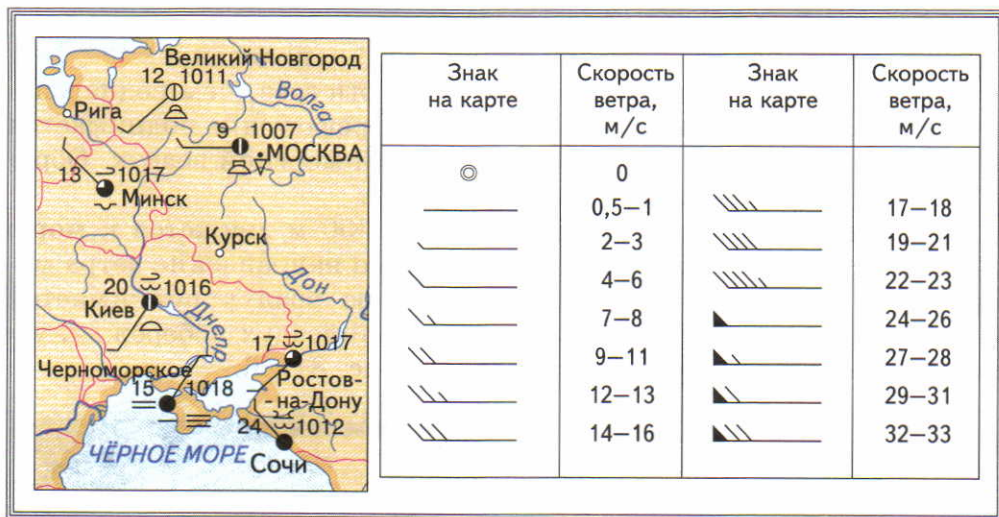 Великий Новгород
12 1011
Рига
Волга
9 1007
МОСКВА
13 1017
Минск
Курск
Дон
20 1016
Киев
Днепр
17 1017
Черноморское
15 1018
Ростов-
-на-Дону
24 1012
ЧЁРНОЕ МОРЕ
Сочи
Знак на карте | Скорость ветра, м/с | Знак на карте | Скорость ветра, м/с
0
0,5—1 17—18
2—3 19—21
4—6 22—23
7—8 24—26
9—11 27—28
12—13 29—31
14—16 32—33